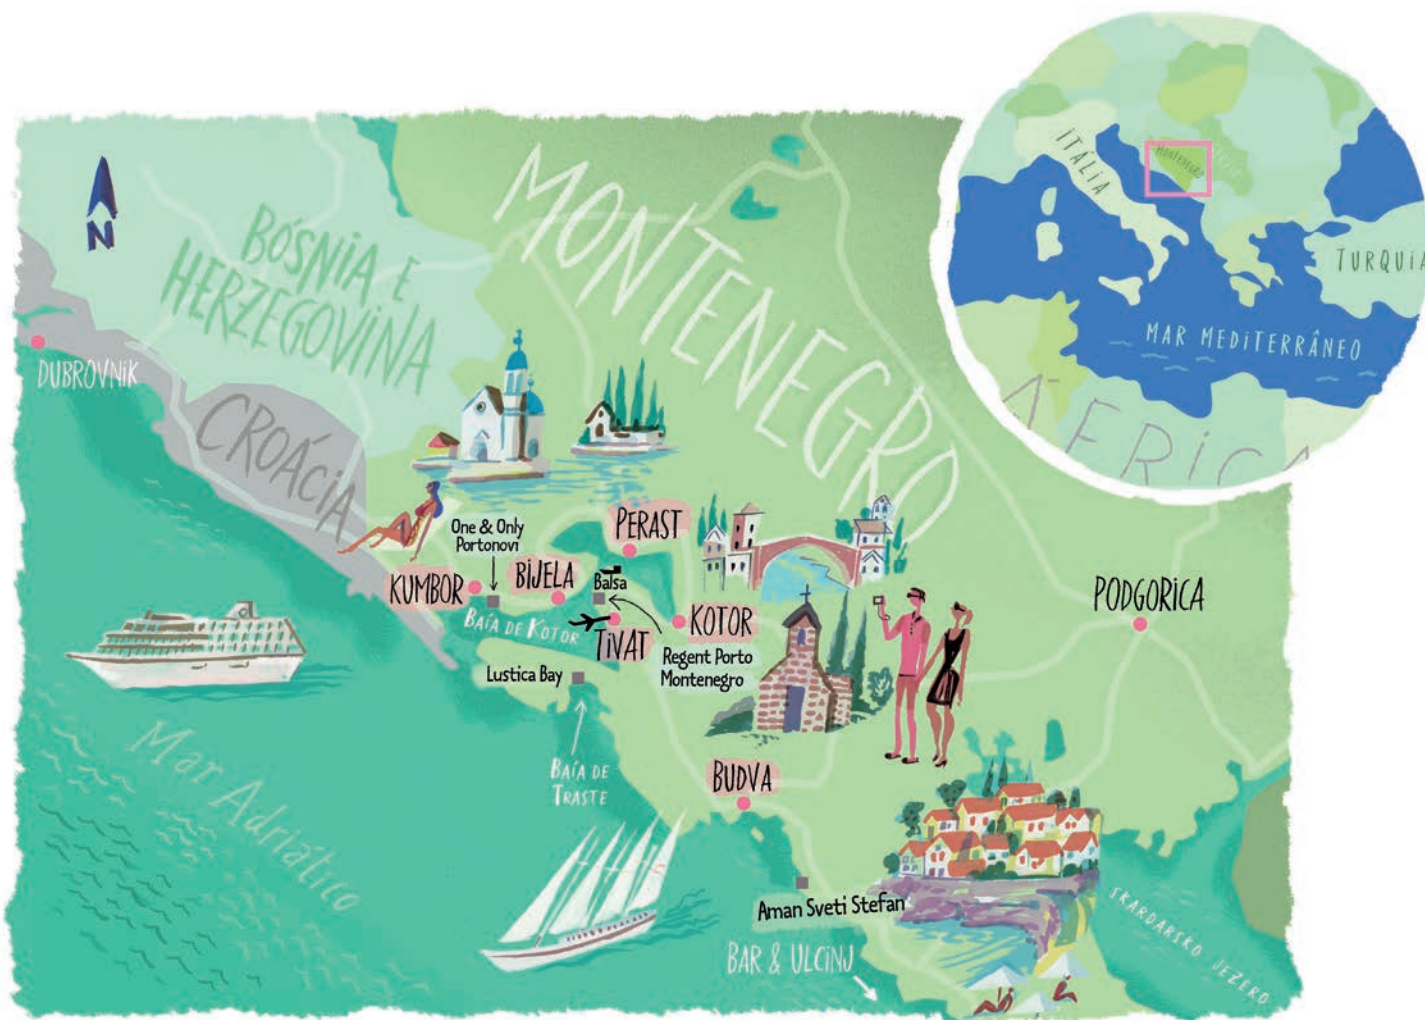 N
BÓSNIA E
HERZEGOVINA
MONTENEGRO
ITÁLIA
MONTENEGRO
TURQUIA
MAR MEDITERRÂNEO
ÁFRICA
DUBROVNIK
CROÁCIA
One & Only
Portonovi
PERAST
KUMBOR
BIJELA
Balsa
BAÍA DE KOTOR
TIVAT
KOTOR
Regent Porto
Montenegro
PODGORICA
Lustica Bay
BAÍA DE
TRASTE
BUDVA
Mar Adriático
Aman Sveti Stefan
BAR & ULCINJ
SKARDARSKO JEZERO